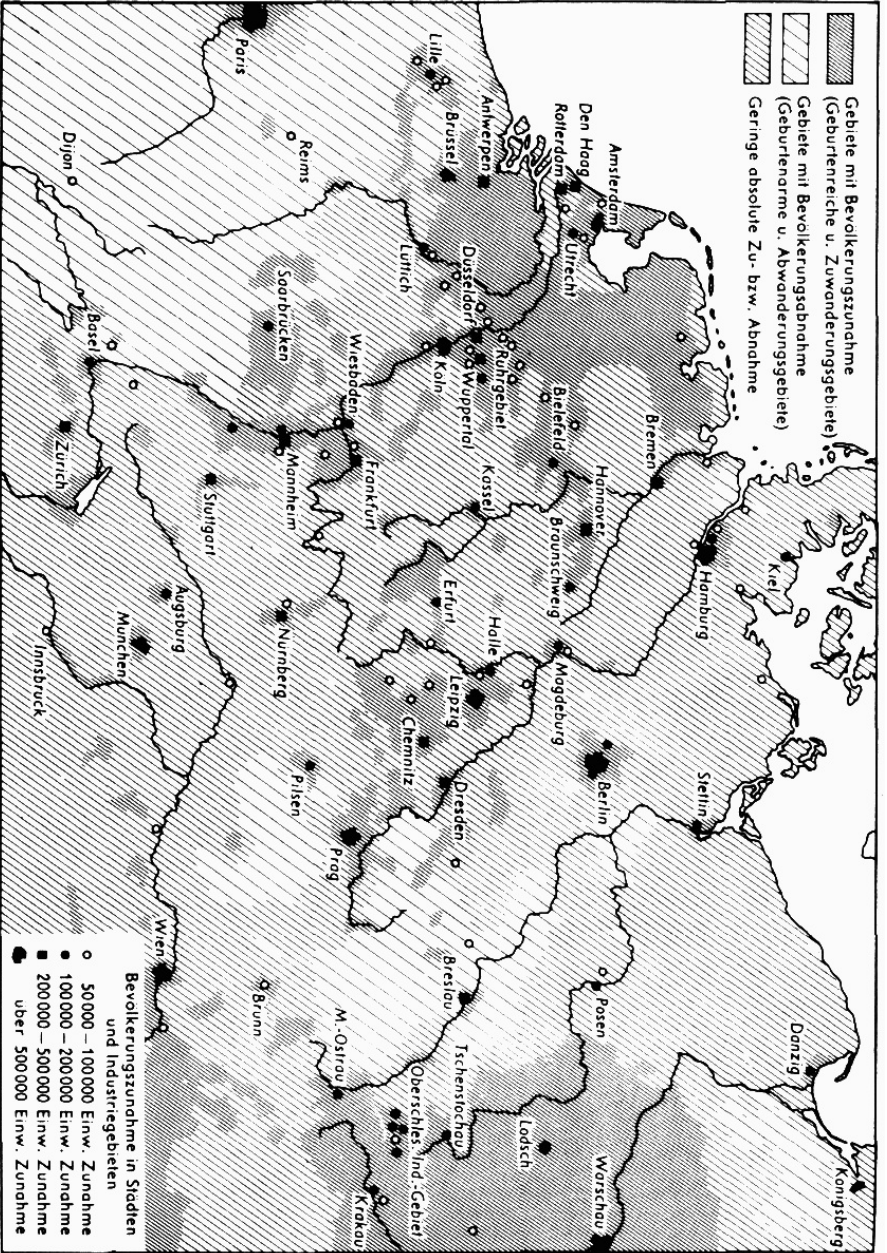 Gebiete mit Bevölkerungszunahme
(Geburtenreiche u. Zuwanderungsgebiete)
Gebiete mit Bevölkerungsabnahme
(Geburtenarme u. Abwanderungsgebiete)
Geringe absolute Zu- bzw. Abnahme
Königsberg
Danzig
Kiel
Hamburg
Stettin
Bremen
Amsterdam
Den Haag
Rotterdam
Utrecht
Hannover
Braunschweig
Magdeburg
Berlin
Posen
Warschau
Bielefeld
Antwerpen
Düsseldorf
Ruhrgebiet
Wuppertal
Kassel
Halle
Leipzig
Lodsch
Lille
Brüssel
Lüttich
Köln
Erfurt
Chemnitz
Dresden
Breslau
Tschenstochau
Oberschles. Ind.-Gebiet
Wiesbaden
Frankfurt
Prag
M.-Ostrau
Krakau
Paris
Reims
Saarbrücken
Mannheim
Nürnberg
Pilsen
Brünn
Stuttgart
Dijon
Basel
Zürich
Augsburg
München
Innsbruck
Wien
Bevölkerungszunahme in Städten
und Industriegebieten
50000 – 100000 Einw. Zunahme
100000 – 200000 Einw. Zunahme
200000 – 500000 Einw. Zunahme
über 500000 Einw. Zunahme